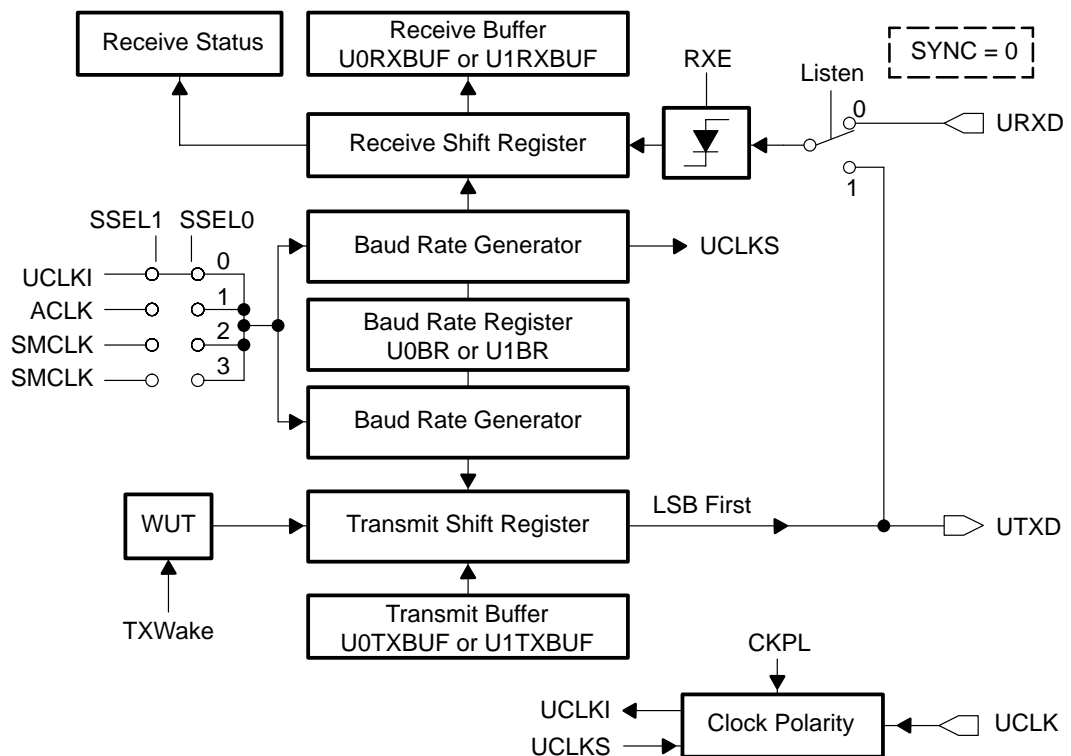 Receive Status
Receive Buffer
U0RXBUF or U1RXBUF
SYNC = 0
RXE
Listen
0
URXD
Receive Shift Register
1
SSEL1
SSEL0
Baud Rate Generator
UCLKS
UCLKI
0
ACLK
1
Baud Rate Register
U0BR or U1BR
SMCLK
2
SMCLK
3
Baud Rate Generator
WUT
Transmit Shift Register
LSB First
UTXD
TXWake
Transmit Buffer
U0TXBUF or U1TXBUF
CKPL
UCLKI
Clock Polarity
UCLK
UCLKS